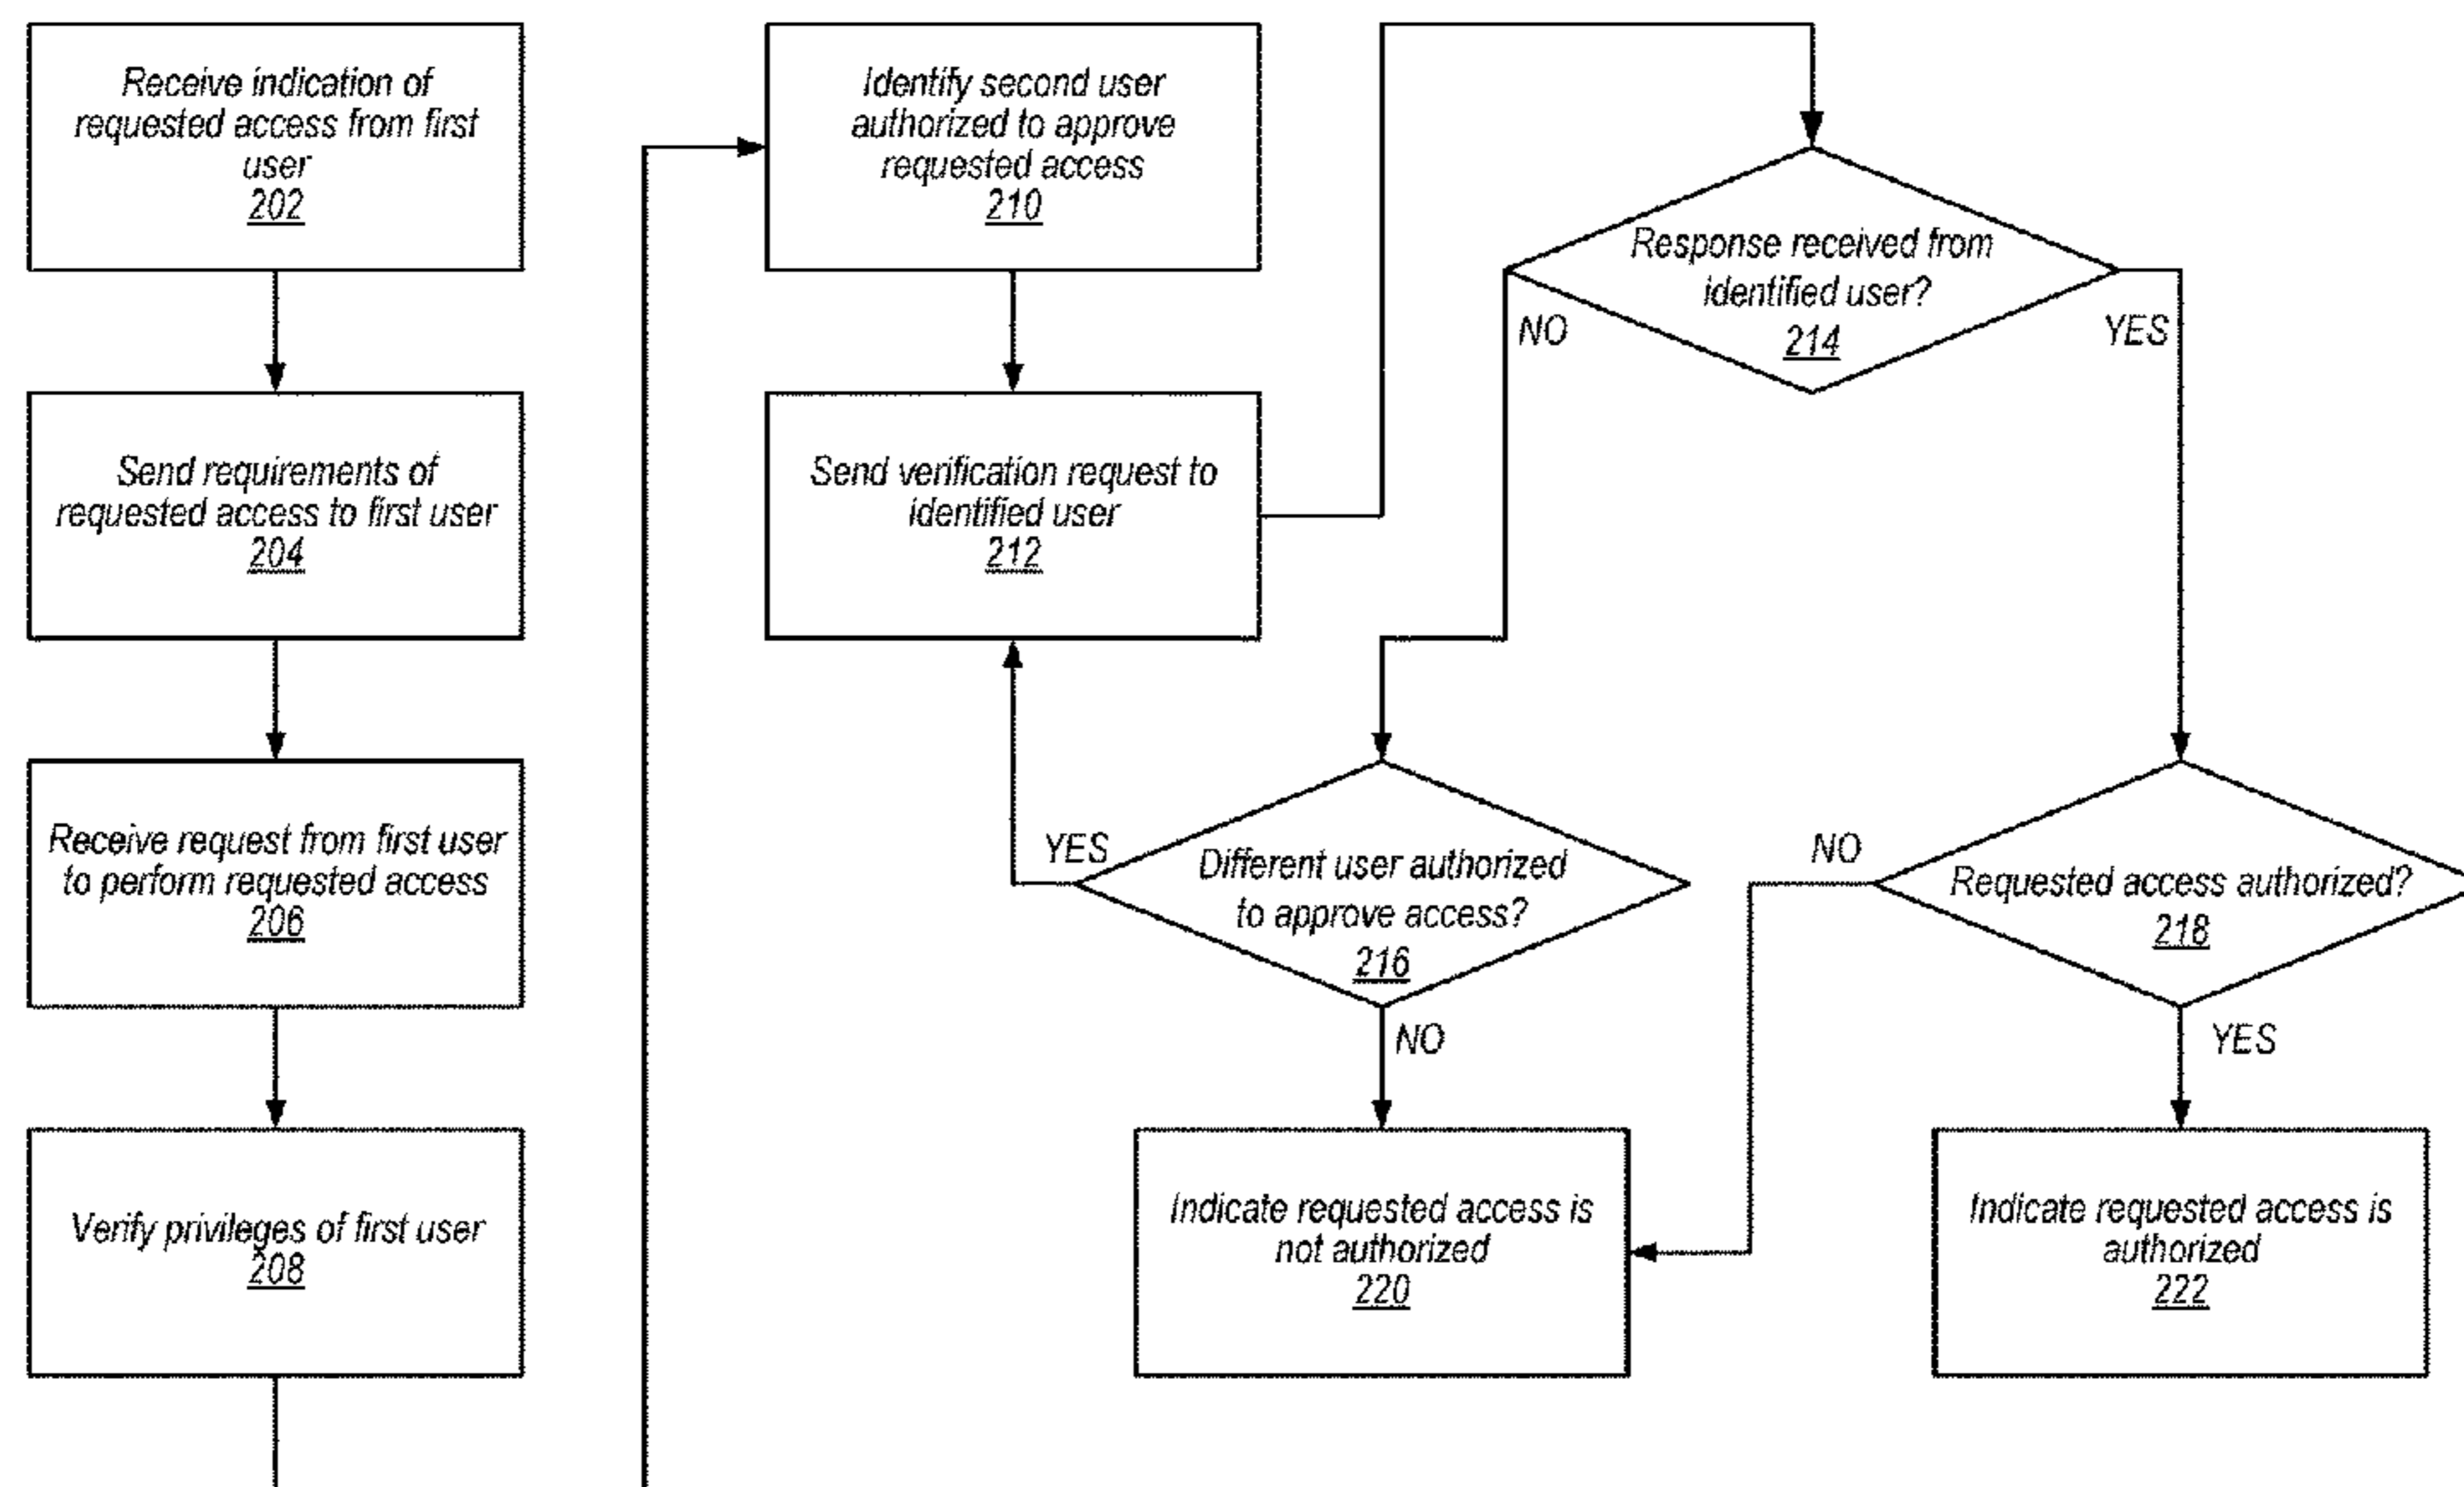 Receive indication of
requested access from first
user
202
Send requirements of
requested access to first user
204
Receive request from first user
to perform requested access
206
Verify privileges of first user
208
Identify second user
authorized to approve
requested access
210
Send verification request to
identified user
212
Response received from
identified user?
214
NO
YES
Different user authorized
to approve access?
216
YES
NO
Requested access authorized?
218
NO
YES
Indicate requested access is
not authorized
220
Indicate requested access is
authorized
222